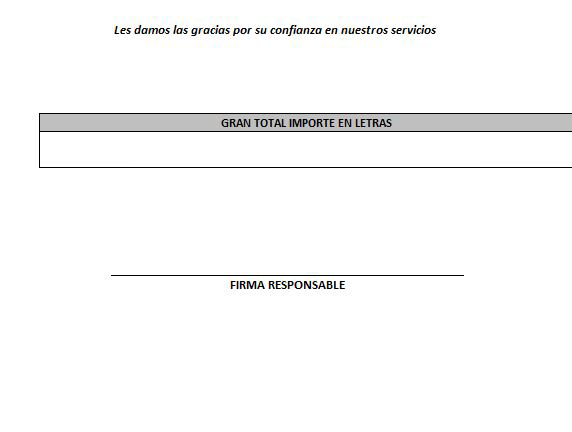 Les damos las gracias por su confianza en nuestros servicios
GRAN TOTAL IMPORTE EN LETRAS
FIRMA RESPONSABLE